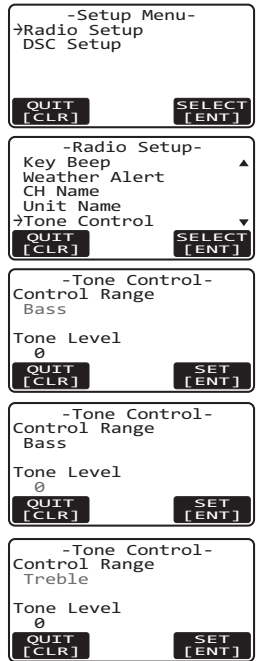 -Setup Menu-
→Radio Setup
DSC Setup
QUIT SELECT
[CLR] [ENT]
-Radio Setup-
Key Beep ▲
Weather Alert
CH Name
Unit Name
→Tone Control ▼
QUIT SELECT
[CLR] [ENT]
-Tone Control-
Control Range
Bass
Tone Level
0
QUIT SET
[CLR] [ENT]
-Tone Control-
Control Range
Bass
Tone Level
0
QUIT SET
[CLR] [ENT]
-Tone Control-
Control Range
Treble
Tone Level
0
QUIT SET
[CLR] [ENT]